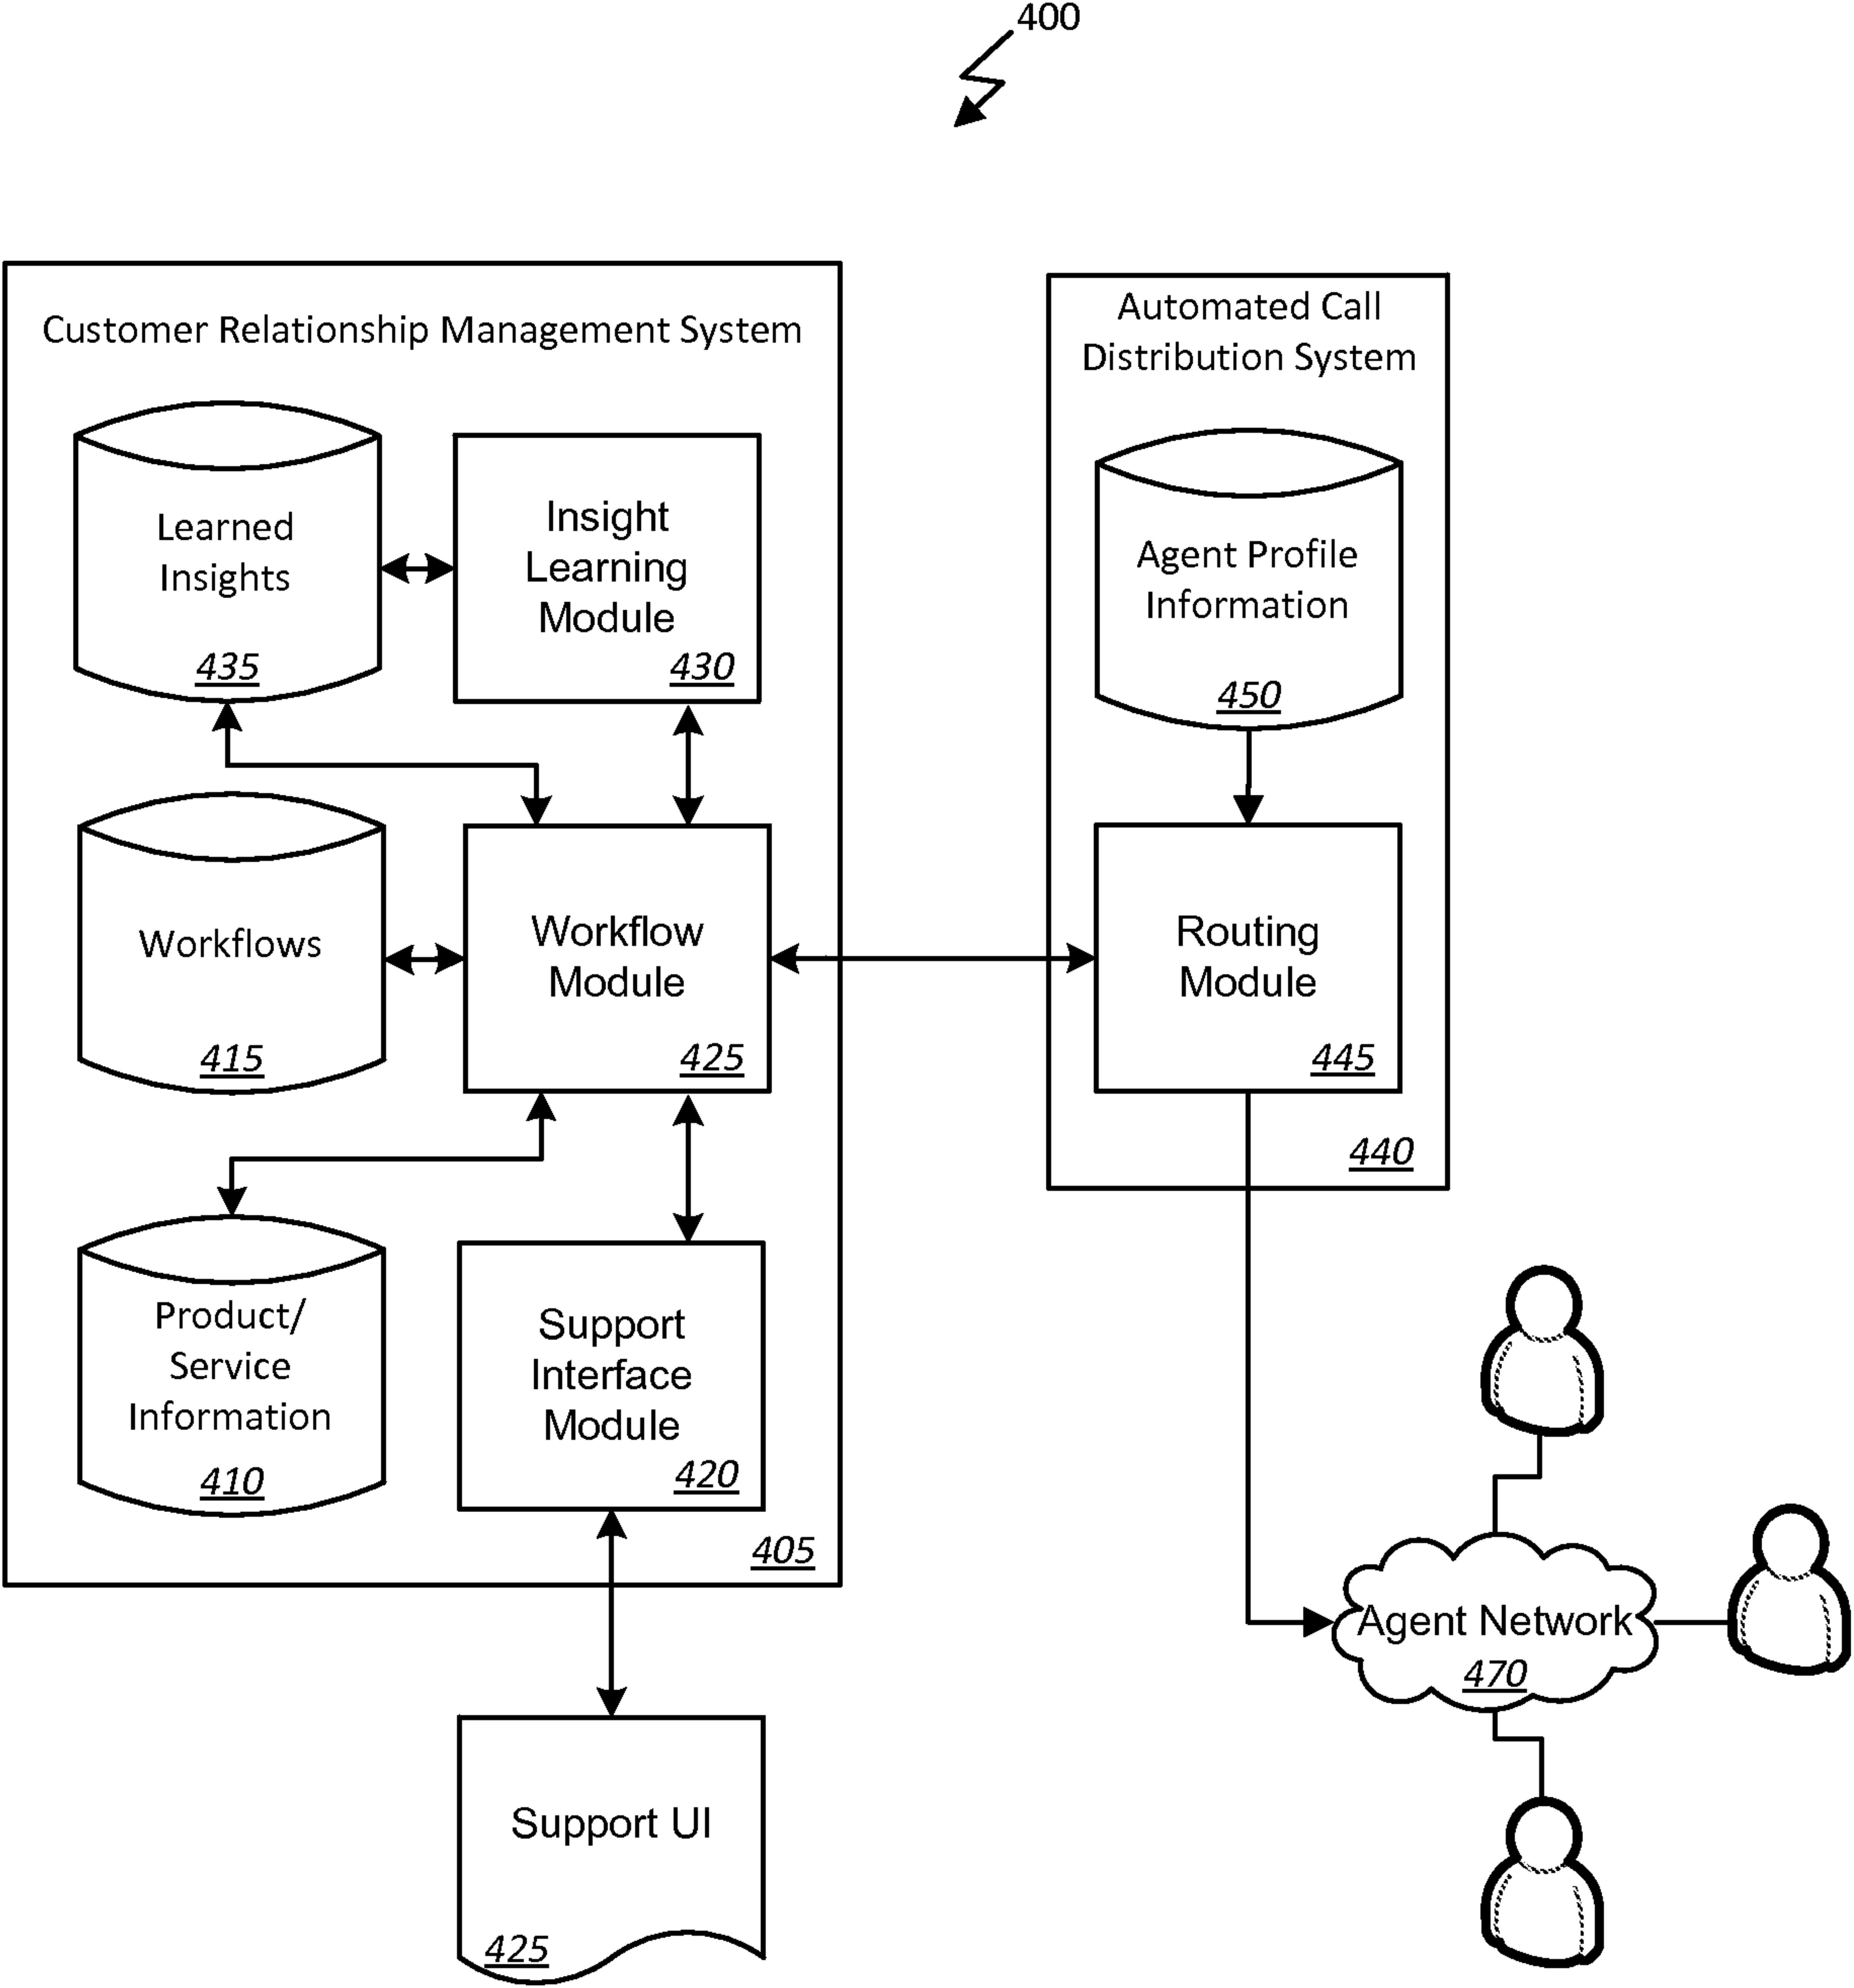 400
Customer Relationship Management System
Learned
Insights
435
Insight
Learning
Module
430
Workflows
415
Workflow
Module
425
Product/
Service
Information
410
Support
Interface
Module
420
405
Support UI
425
Automated Call
Distribution System
Agent Profile
Information
450
Routing
Module
445
440
Agent Network
470